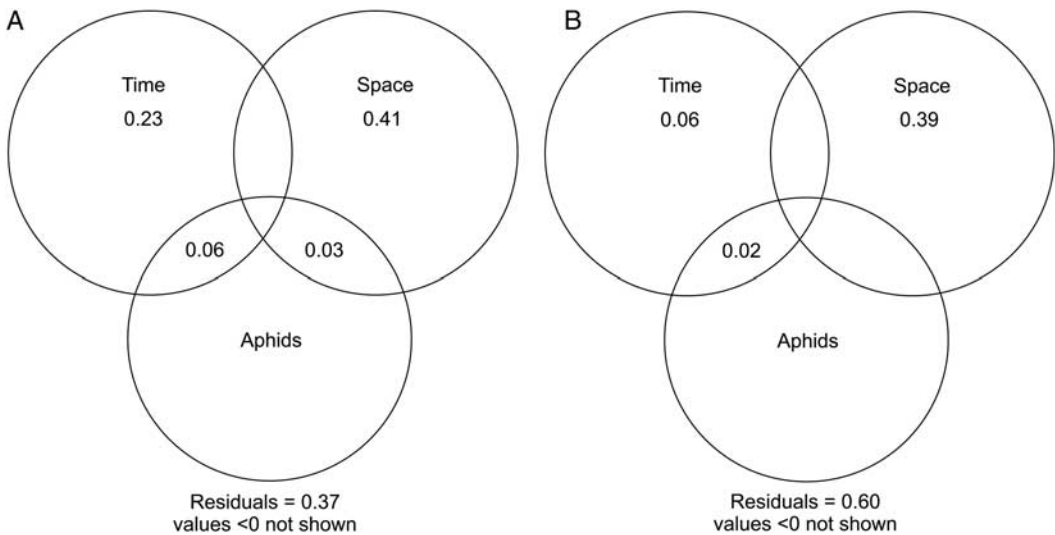 A
Time
Space
0.23
0.41
0.06
0.03
Aphids
Residuals = 0.37
values <0 not shown
B
Time
Space
0.06
0.39
0.02
Aphids
Residuals = 0.60
values <0 not shown